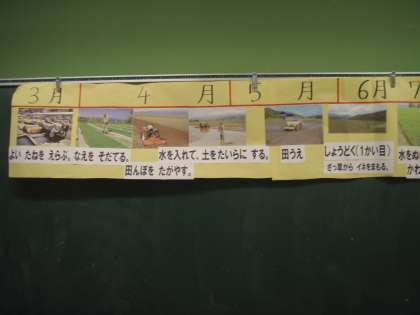 3月
4月
5月
6月
7
よい たねを えらぶ。
なえを そだてる。
田んぼを たがやす。
水を入れて、土をたいらに する。
田うえ
しょうどく(1かい目)
ざっ草から イネをまもる。
水をぬ
かわ